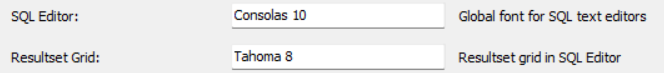 SQL Editor: Consolas 10 Global font for SQL text editors
Resultset Grid: Tahoma 8 Resultset grid in SQL Editor